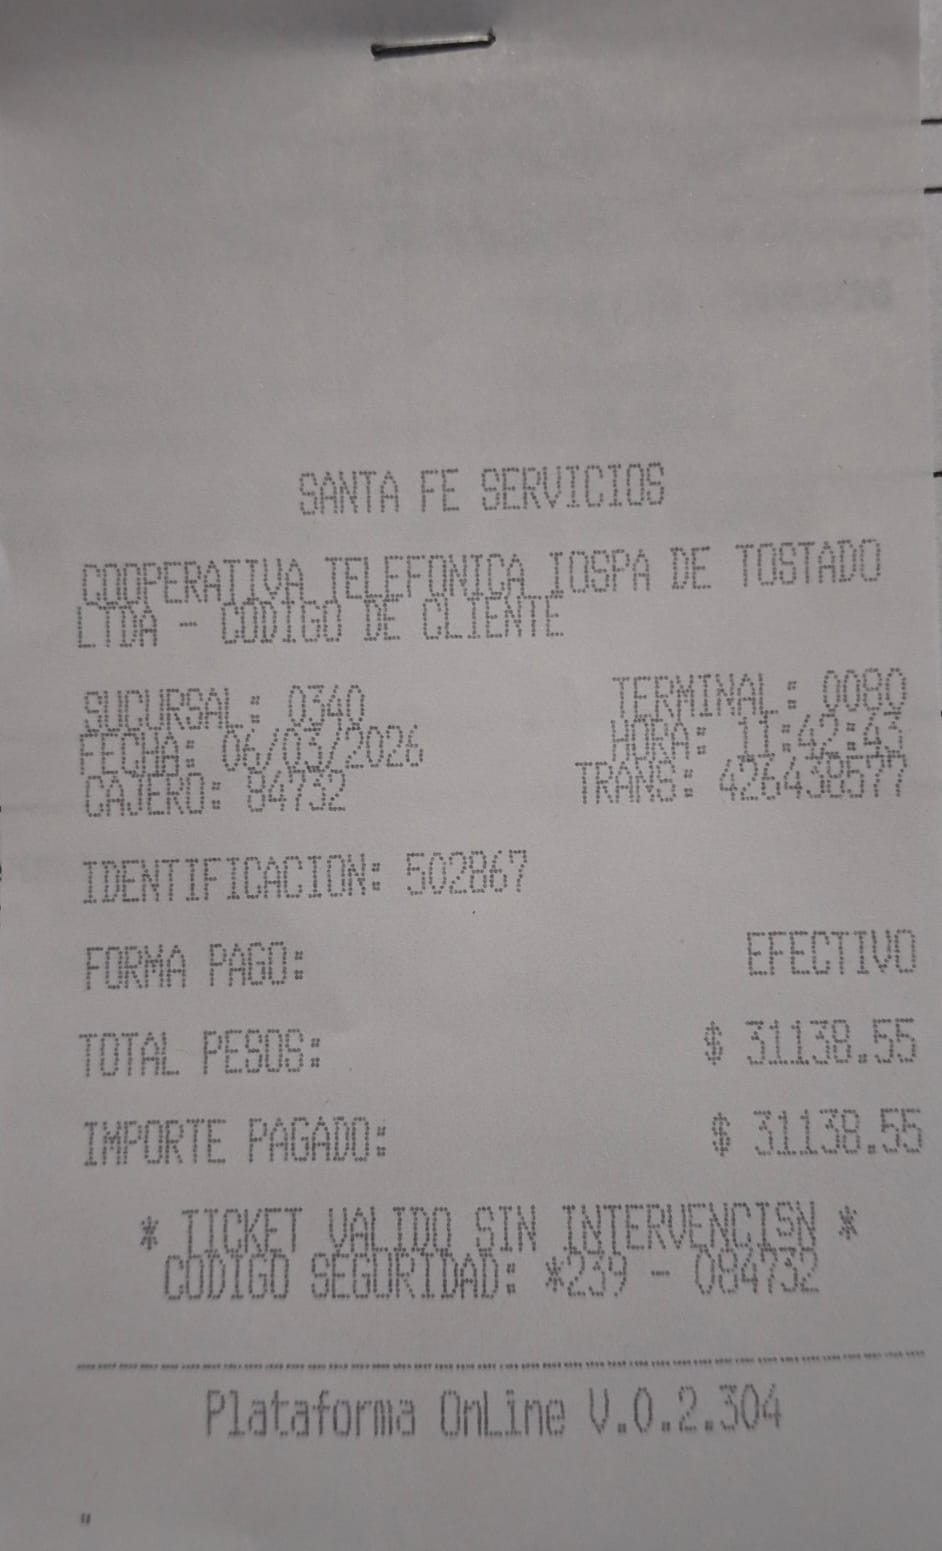 SANTA FE SERVICIOS
COOPERATIVA TELEFONICA IOSPA DE TOSTADO
LTDA - CODIGO DE CLIENTE
SUCURSAL: 0340 TERMINAL: 0080
FECHA: 06/03/2026 HORA: 11:42:43
CAJERO: 84732 TRANS: 426438577
IDENTIFICACION: 502867
FORMA PAGO: EFECTIVO
TOTAL PESOS: $ 31138.55
IMPORTE PAGADO: $ 31138.55
* TICKET VALIDO SIN INTERVENCISN *
CODIGO SEGURIDAD: *239 - 084732
Plataforma OnLine V.0.2.304